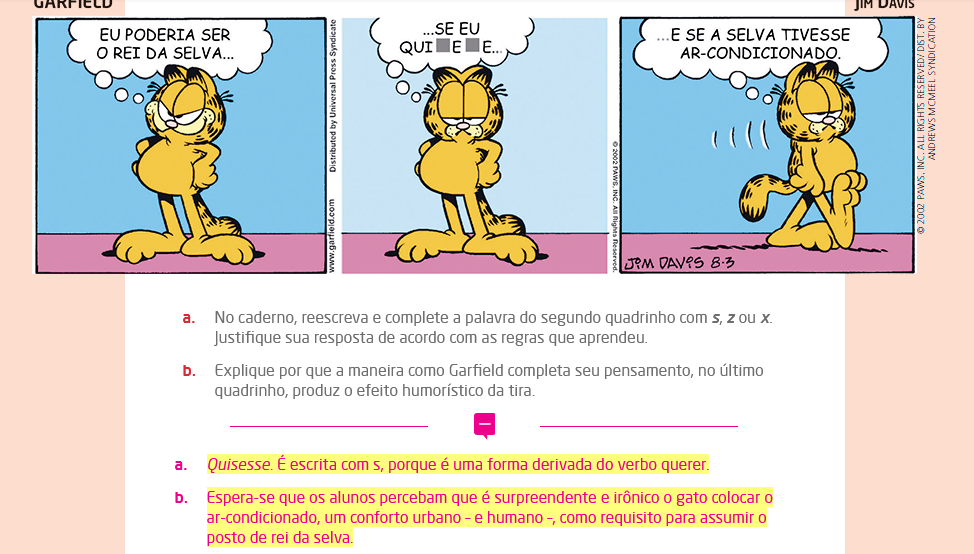 GARFIELD
JIM DAVIS
EU PODERIA SER
O REI DA SELVA...
...SE EU
QUI■E■E...
...E SE A SELVA TIVESSE
AR-CONDICIONADO.
www.garfield.com
Distributed by Universal Press Syndicate
© 2002 PAWS, INC. All Rights Reserved.
JIM DAVIS 8-3
© 2002 PAWS, INC. ALL RIGHTS RESERVED/ DIST. BY
ANDREWS MCMEEL SYNDICATION
a. No caderno, reescreva e complete a palavra do segundo quadrinho com s, z ou x.
Justifique sua resposta de acordo com as regras que aprendeu.
b. Explique por que a maneira como Garfield completa seu pensamento, no último
quadrinho, produz o efeito humorístico da tira.
a. Quisesse. É escrita com s, porque é uma forma derivada do verbo querer.
b. Espera-se que os alunos percebam que é surpreendente e irônico o gato colocar o
ar-condicionado, um conforto urbano – e humano –, como requisito para assumir o
posto de rei da selva.